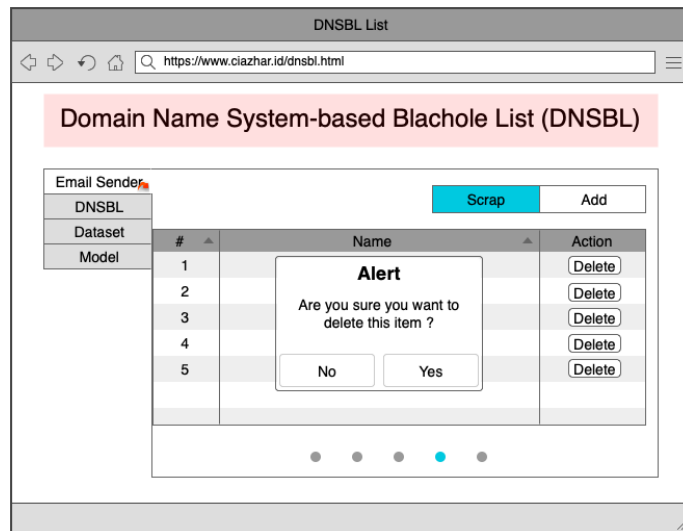 DNSBL List
https://www.ciazhar.id/dnsbl.html
Domain Name System-based Blachole List (DNSBL)
Email Sender
DNSBL
Dataset
Model
Scrap Add
# Name Action
1 Delete
2 Delete
3 Delete
4 Delete
5 Delete
Alert
Are you sure you want to
delete this item ?
No Yes